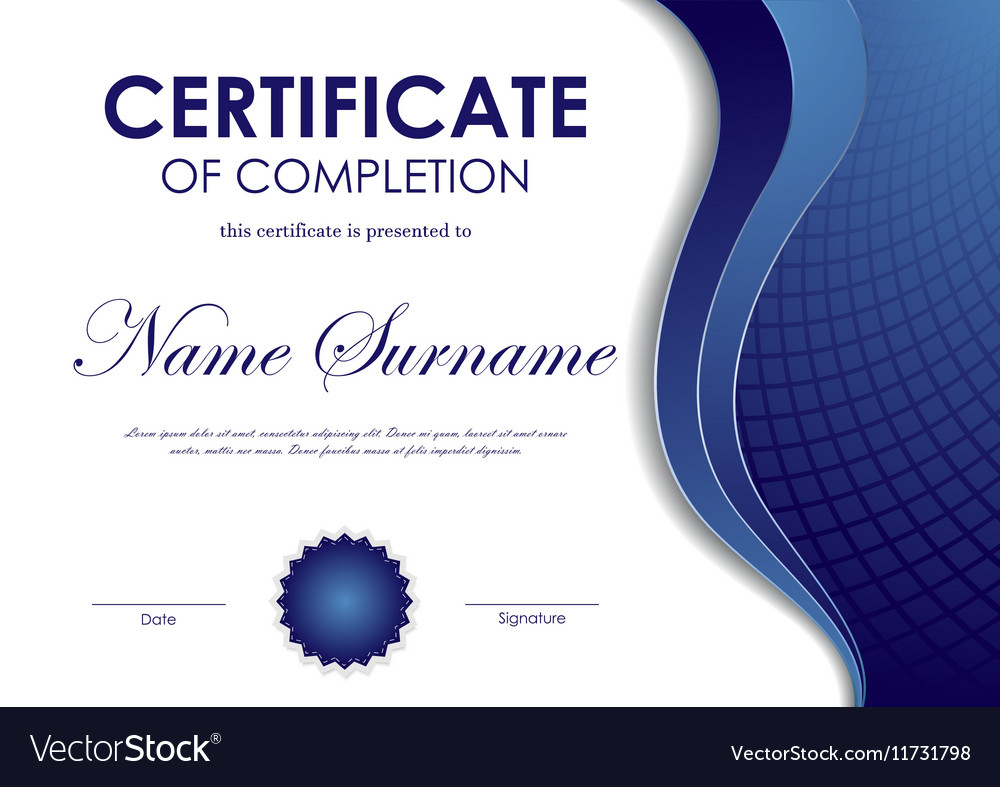 CERTIFICATE
OF COMPLETION
this certificate is presented to
Name Surname
Lorem ipsum dolor sit amet, consectetur adipiscing elit. Donec mi quam, laoreet sit amet ornare
auctor, mattis nec massa. Donec faucibus massa at felis imperdiet dignissim.
Date
Signature
VectorStock®
VectorStock.com/11731798